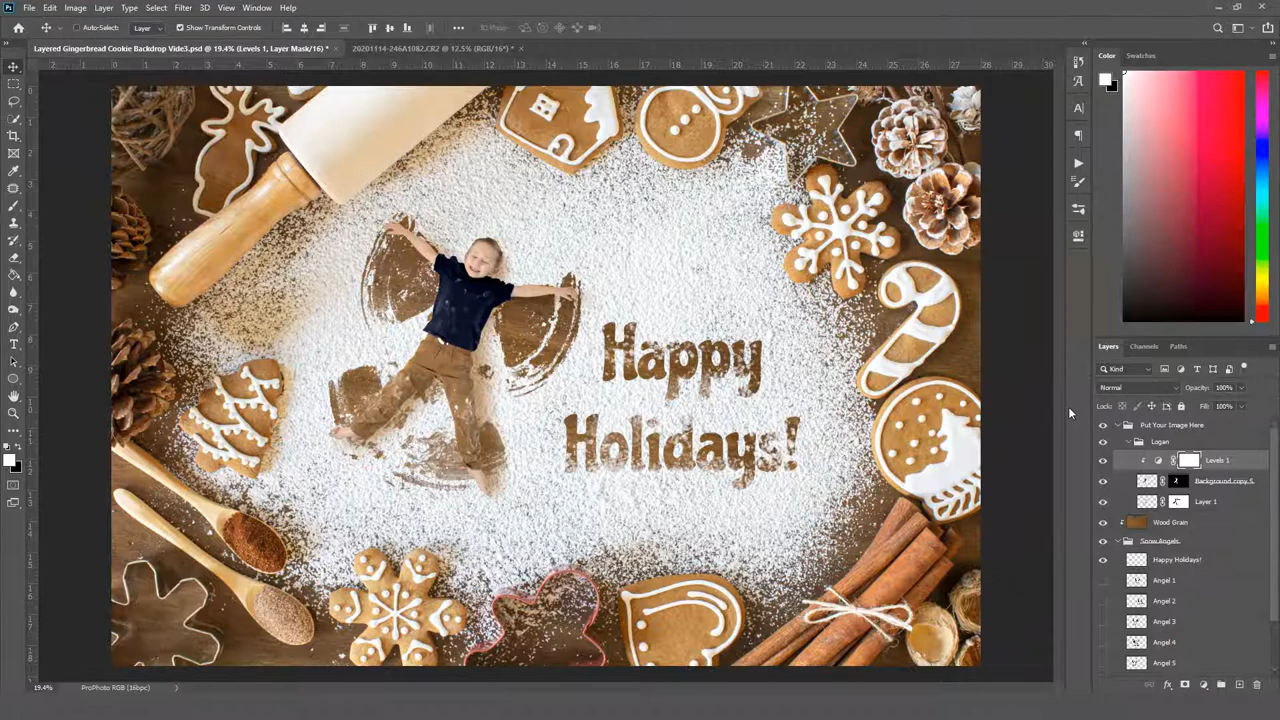 File Edit Image Layer Type Select Filter 3D View Window Help
Auto-Select: Layer Show Transform Controls
Layered Gingerbread Cookie Backdrop Vide3.psd @ 19.4% (Levels 1, Layer Mask/16) *
20201114-246A1082.CR2 @ 12.5% (RGB/16*) *
Color Swatches
Happy
Holidays!
Layers Channels Paths
Kind
Normal Opacity: 100%
Locks Fill: 100%
Put Your Image Here
Logan
Levels 1
Background copy 5
Layer 1
Wood Grain
Snow Angels
Happy Holidays!
Angel 1
Angel 2
Angel 3
Angel 4
Angel 5
19.4% ProPhoto RGB (16bpc)